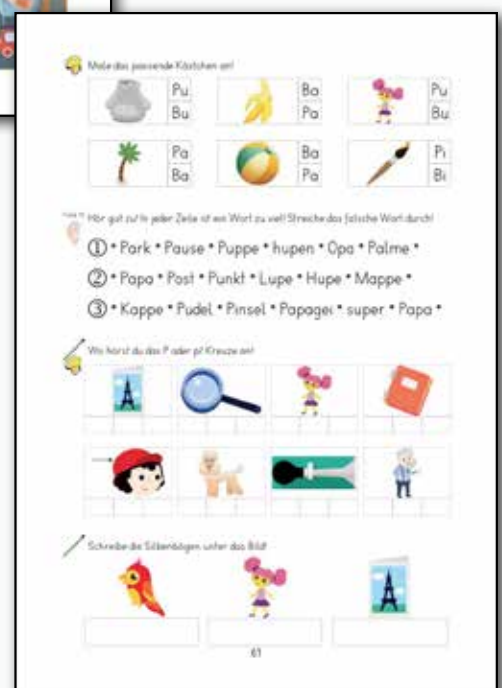 Male das passende Kästchen an!
Pu Ba Pu
Bu Pa Bu
Pa Ba Pi
Ba Pa Bi
Hör gut zu! In jeder Zeile ist ein Wort zu viel! Streiche das falsche Wort durch!
① • Park • Pause • Puppe • hupen • Opa • Palme •
② • Papa • Post • Punkt • Lupe • Hupe • Mappe •
③ • Kappe • Pudel • Pinsel • Papagei • super • Papa •
Wo hörst du das P oder p? Kreuze an!
Schreibe die Silbenbögen unter das Bild!
61